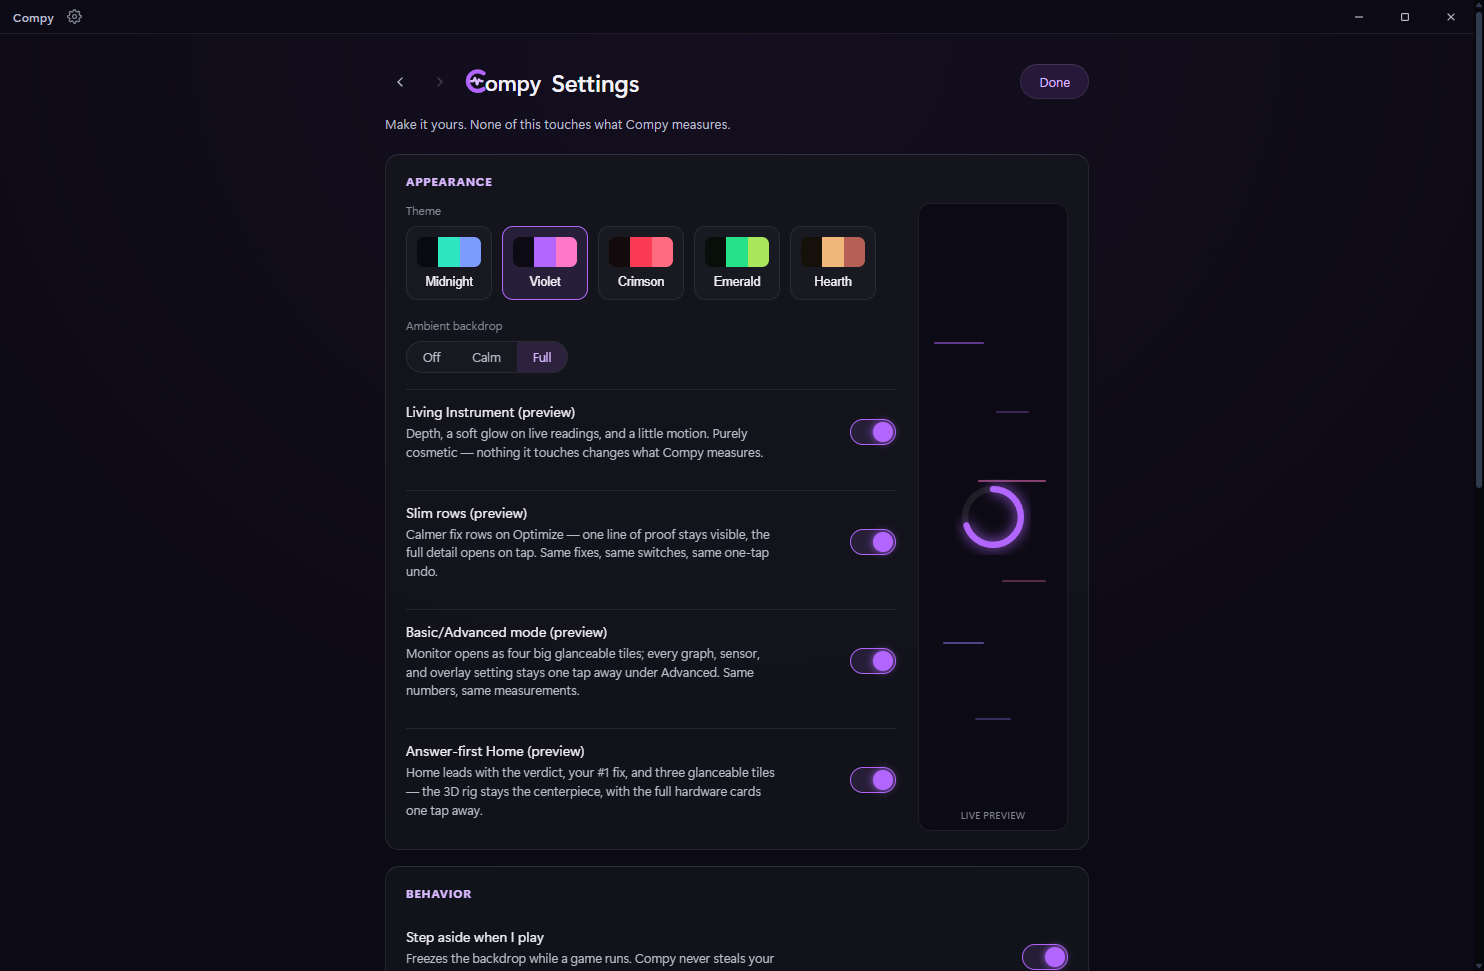 Compy
Compy Settings
Done
Make it yours. None of this touches what Compy measures.
APPEARANCE
Theme
Midnight
Violet
Crimson
Emerald
Hearth
Ambient backdrop
Off
Calm
Full
Living Instrument (preview)
Depth, a soft glow on live readings, and a little motion. Purely
cosmetic — nothing it touches changes what Compy measures.
Slim rows (preview)
Calmer fix rows on Optimize — one line of proof stays visible, the
full detail opens on tap. Same fixes, same switches, same one-tap
undo.
Basic/Advanced mode (preview)
Monitor opens as four big glanceable tiles; every graph, sensor,
and overlay setting stays one tap away under Advanced. Same
numbers, same measurements.
Answer-first Home (preview)
Home leads with the verdict, your #1 fix, and three glanceable tiles
— the 3D rig stays the centerpiece, with the full hardware cards
one tap away.
LIVE PREVIEW
BEHAVIOR
Step aside when I play
Freezes the backdrop while a game runs. Compy never steals your